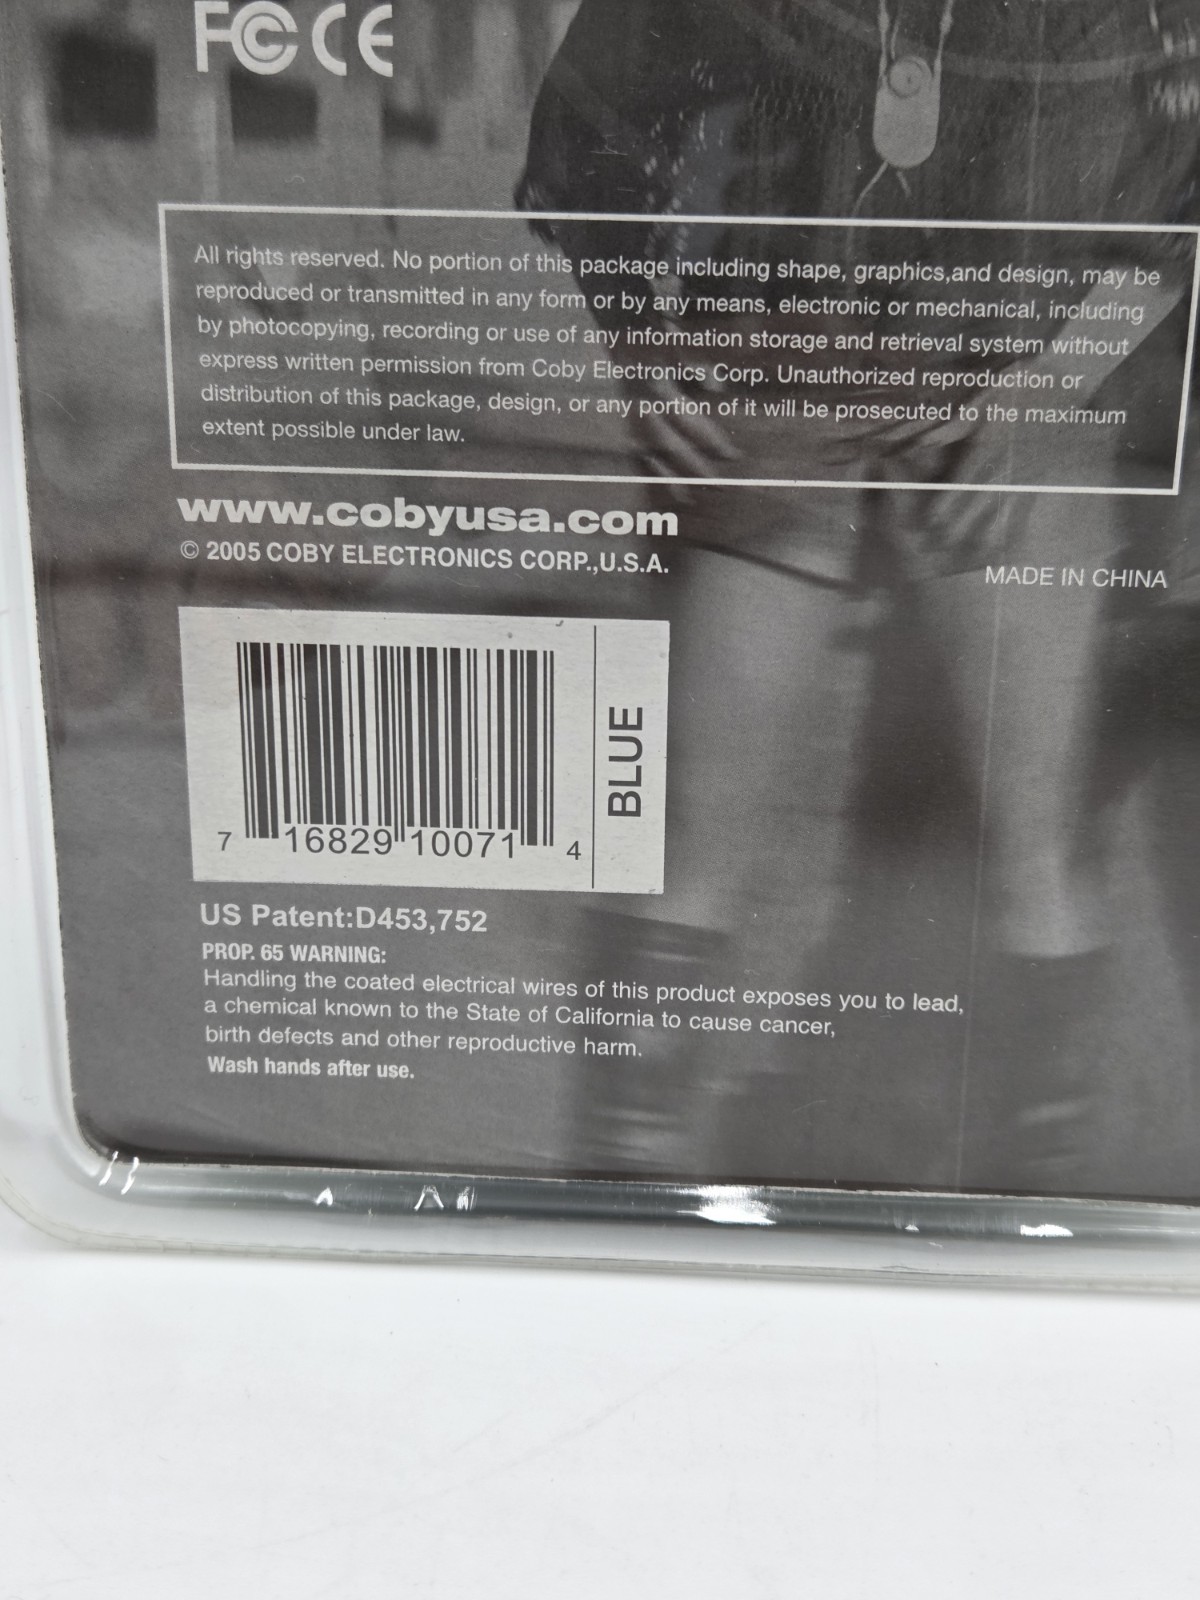 FC CE
All rights reserved. No portion of this package including shape, graphics,and design, may be
reproduced or transmitted in any form or by any means, electronic or mechanical, including
by photocopying, recording or use of any information storage and retrieval system without
express written permission from Coby Electronics Corp. Unauthorized reproduction or
distribution of this package, design, or any portion of it will be prosecuted to the maximum
extent possible under law.
www.cobyusa.com
© 2005 COBY ELECTRONICS CORP.,U.S.A.
MADE IN CHINA
BLUE
7 16829 10071 4
US Patent:D453,752
PROP. 65 WARNING:
Handling the coated electrical wires of this product exposes you to lead,
a chemical known to the State of California to cause cancer,
birth defects and other reproductive harm.
Wash hands after use.